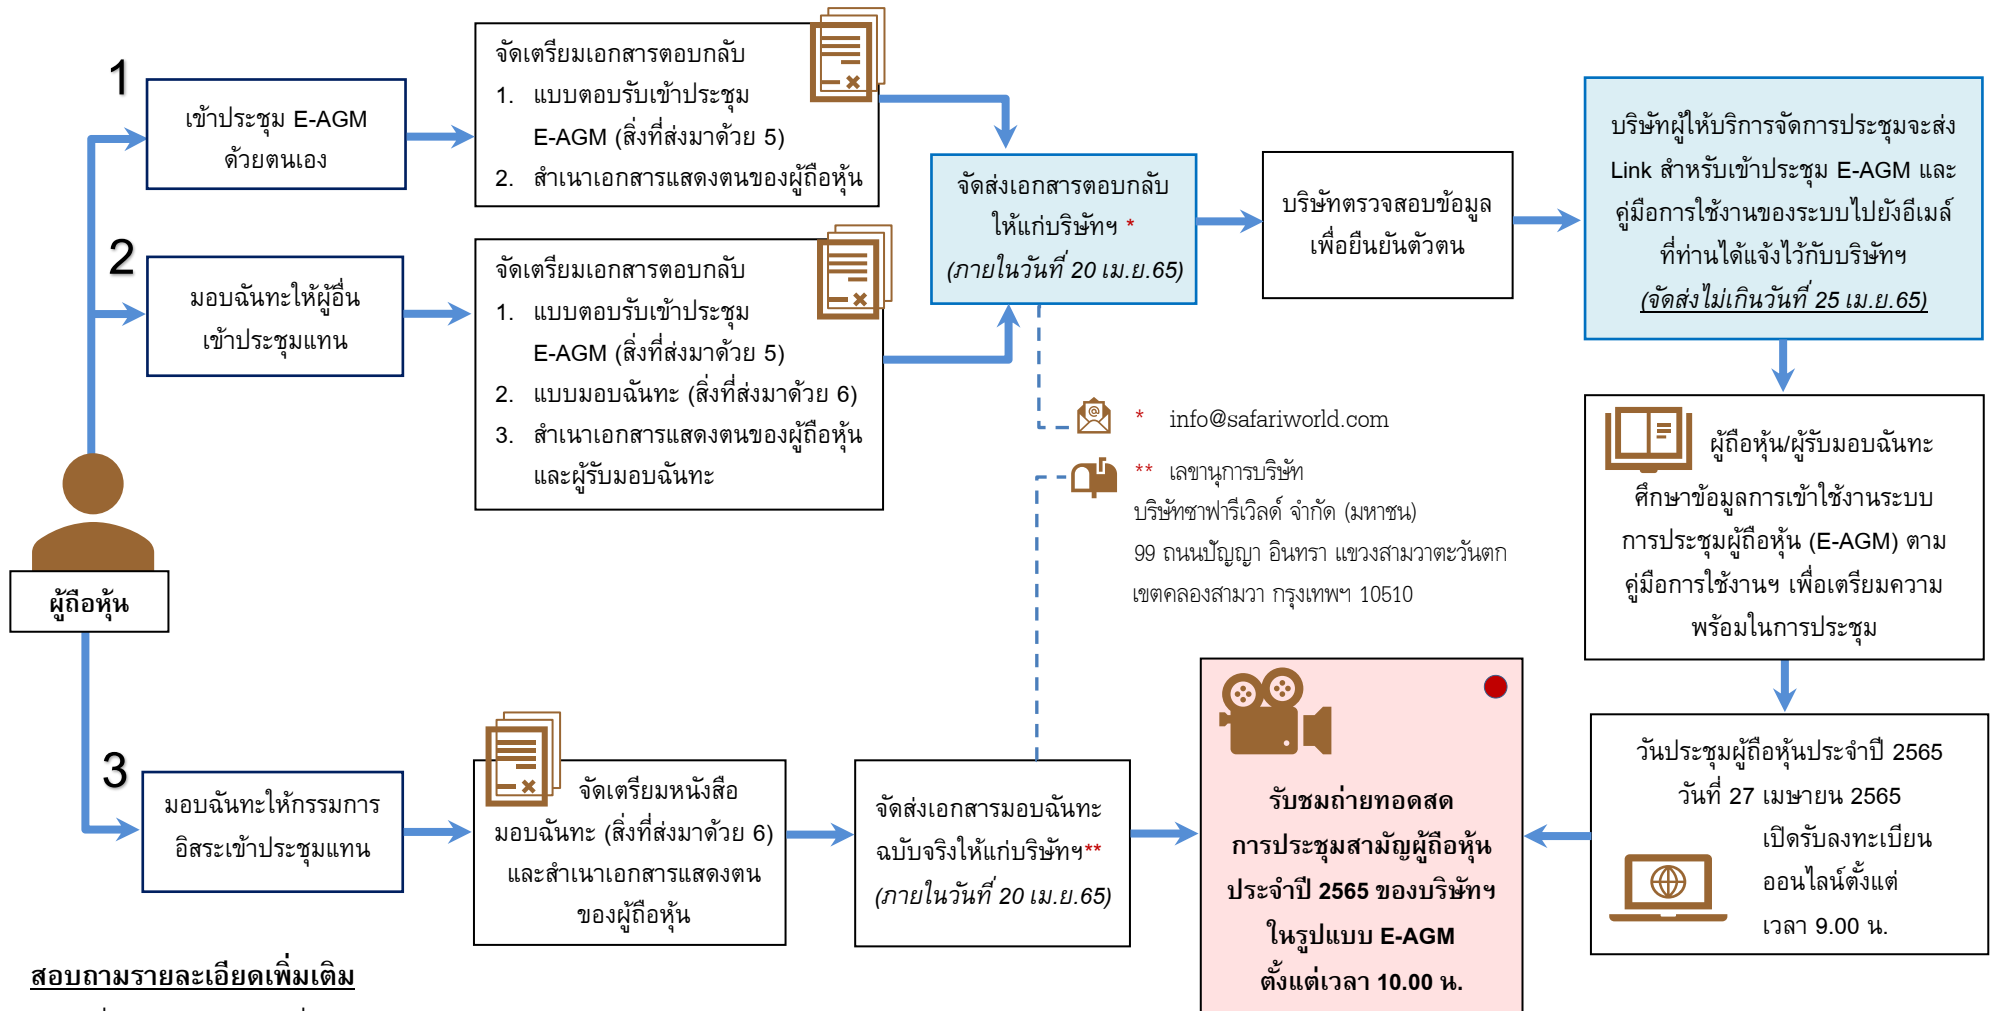 1
เข้าประชุม E-AGM
ด้วยตนเอง
จัดเตรียมเอกสารตอบกลับ
1. แบบตอบรับเข้าประชุม
E-AGM (สิ่งที่ส่งมาด้วย 5)
2. สำเนาเอกสารแสดงตนของผู้ถือหุ้น
2
มอบฉันทะให้ผู้อื่น
เข้าประชุมแทน
จัดเตรียมเอกสารตอบกลับ
1. แบบตอบรับเข้าประชุม
E-AGM (สิ่งที่ส่งมาด้วย 5)
2. แบบมอบฉันทะ (สิ่งที่ส่งมาด้วย 6)
3. สำเนาเอกสารแสดงตนของผู้ถือหุ้น
และผู้รับมอบฉันทะ
จัดส่งเอกสารตอบกลับ
ให้แก่บริษัทฯ *
(ภายในวันที่ 20 เม.ย.65)
บริษัทตรวจสอบข้อมูล
เพื่อยืนยันตัวตน
บริษัทผู้ให้บริการจัดการประชุมจะส่ง
Link สำหรับเข้าประชุม E-AGM และ
คู่มือการใช้งานของระบบไปยังอีเมล์
ที่ท่านได้แจ้งไว้กับบริษัทฯ
(จัดส่งไม่เกินวันที่ 25 เม.ย.65)
* info@safariworld.com
** เลขานุการบริษัท
บริษัทซาฟารีเวิลด์ จำกัด (มหาชน)
99 ถนนปัญญา อินทรา แขวงสามวาตะวันตก
เขตคลองสามวา กรุงเทพฯ 10510
ผู้ถือหุ้น/ผู้รับมอบฉันทะ
ศึกษาข้อมูลการเข้าใช้งานระบบ
การประชุมผู้ถือหุ้น (E-AGM) ตาม
คู่มือการใช้งานฯ เพื่อเตรียมความ
พร้อมในการประชุม
ผู้ถือหุ้น
3
มอบฉันทะให้กรรมการ
อิสระเข้าประชุมแทน
จัดเตรียมหนังสือ
มอบฉันทะ (สิ่งที่ส่งมาด้วย 6)
และสำเนาเอกสารแสดงตน
ของผู้ถือหุ้น
จัดส่งเอกสารมอบฉันทะ
ฉบับจริงให้แก่บริษัทฯ**
(ภายในวันที่ 20 เม.ย.65)
รับชมถ่ายทอดสด
การประชุมสามัญผู้ถือหุ้น
ประจำปี 2565 ของบริษัทฯ
ในรูปแบบ E-AGM
ตั้งแต่เวลา 10.00 น.
วันประชุมผู้ถือหุ้นประจำปี 2565
วันที่ 27 เมษายน 2565
เปิดรับลงทะเบียน
ออนไลน์ตั้งแต่
เวลา 9.00 น.
สอบถามรายละเอียดเพิ่มเติม